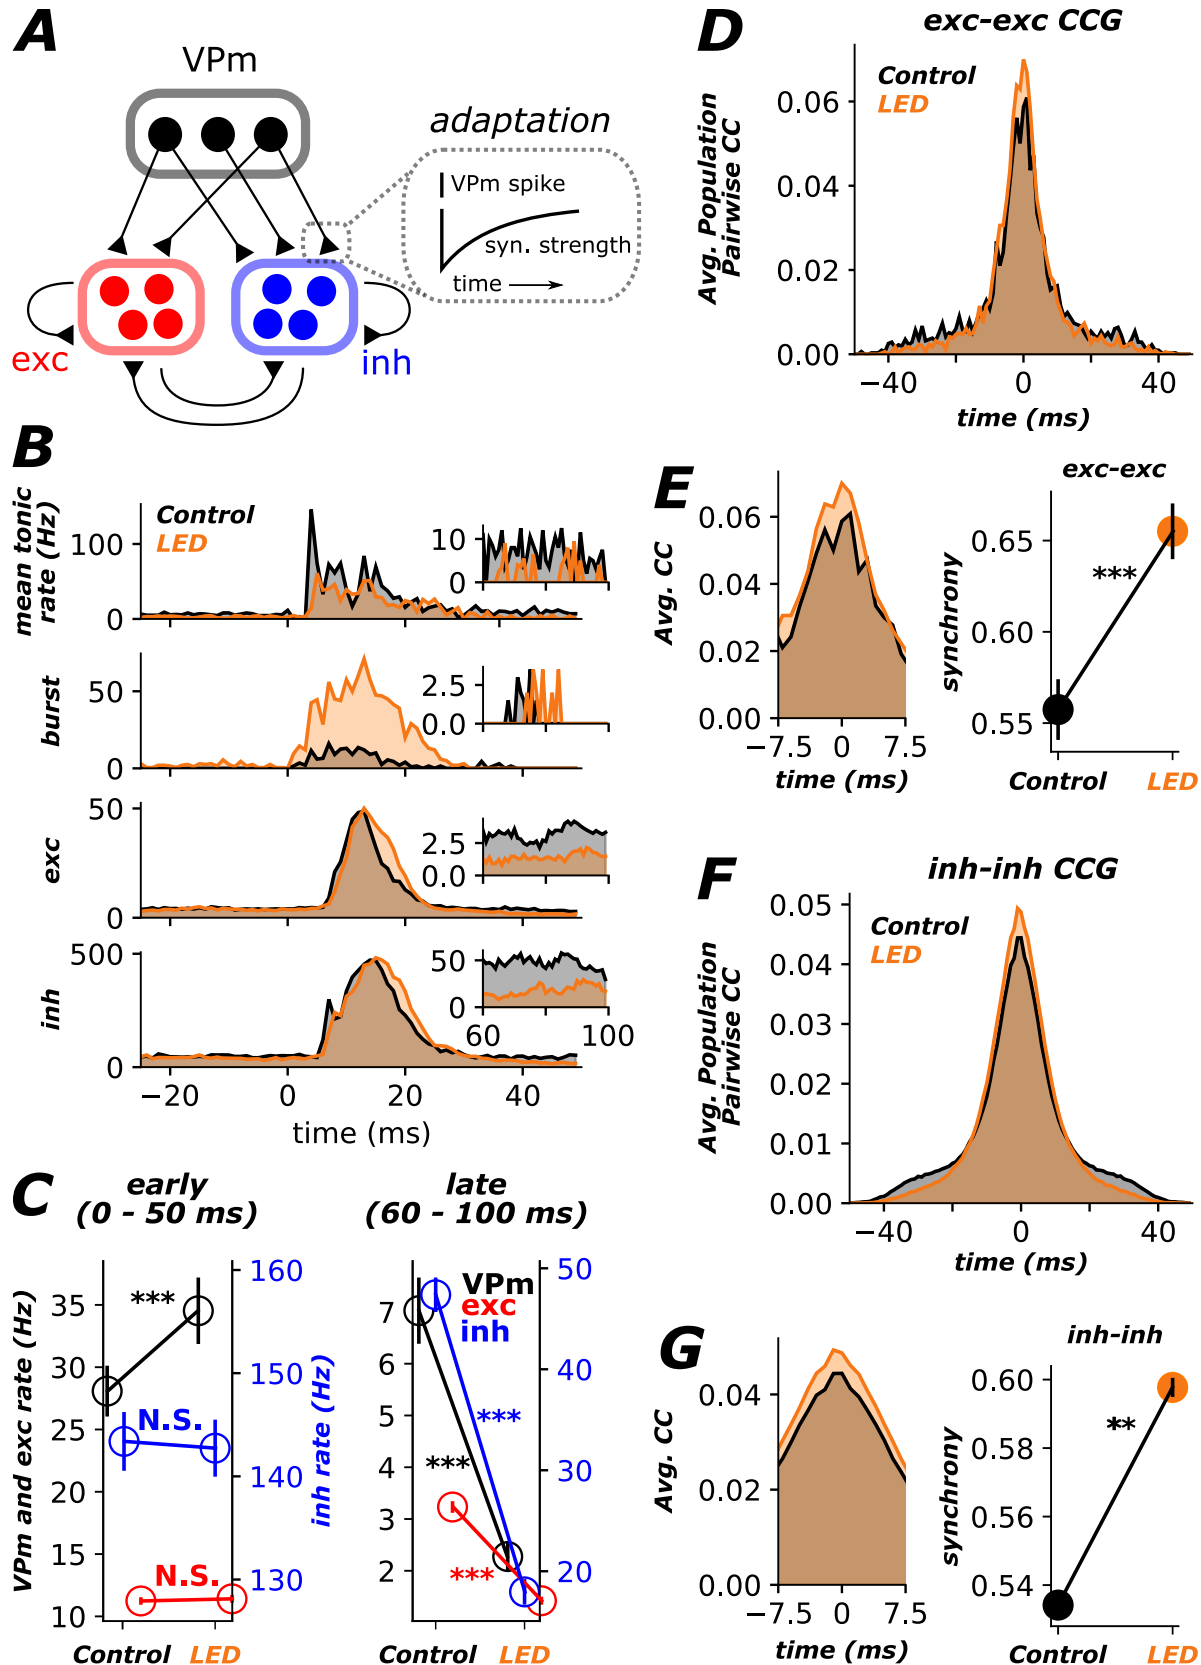 A
VPm
adaptation
VPm spike
syn. strength
time
exc
inh
B
Control
LED
mean tonic
rate (Hz)
100
0
10
0
burst
50
0
2.5
0.0
exc
50
0
2.5
0.0
inh
500
0
50
0
60
100
−20
0
20
40
time (ms)
C
early
(0 - 50 ms)
late
(60 - 100 ms)
VPm and exc rate (Hz)
35
30
25
20
15
10
***
N.S.
N.S.
160
150
140
130
inh rate (Hz)
Control
LED
7
6
5
4
3
2
VPm
exc
inh
***
***
***
50
40
30
20
Control
LED
D
exc-exc CCG
Control
LED
Avg. Population
Pairwise CC
0.06
0.04
0.02
0.00
−40
0
40
time (ms)
E
Avg. CC
0.06
0.04
0.02
0.00
−7.5
0
7.5
time (ms)
exc-exc
synchrony
0.65
0.60
0.55
***
Control
LED
F
inh-inh CCG
Control
LED
Avg. Population
Pairwise CC
0.05
0.04
0.03
0.02
0.01
0.00
−40
0
40
time (ms)
G
Avg. CC
0.04
0.02
0.00
−7.5
0
7.5
time (ms)
inh-inh
synchrony
0.60
0.58
0.56
0.54
**
Control
LED